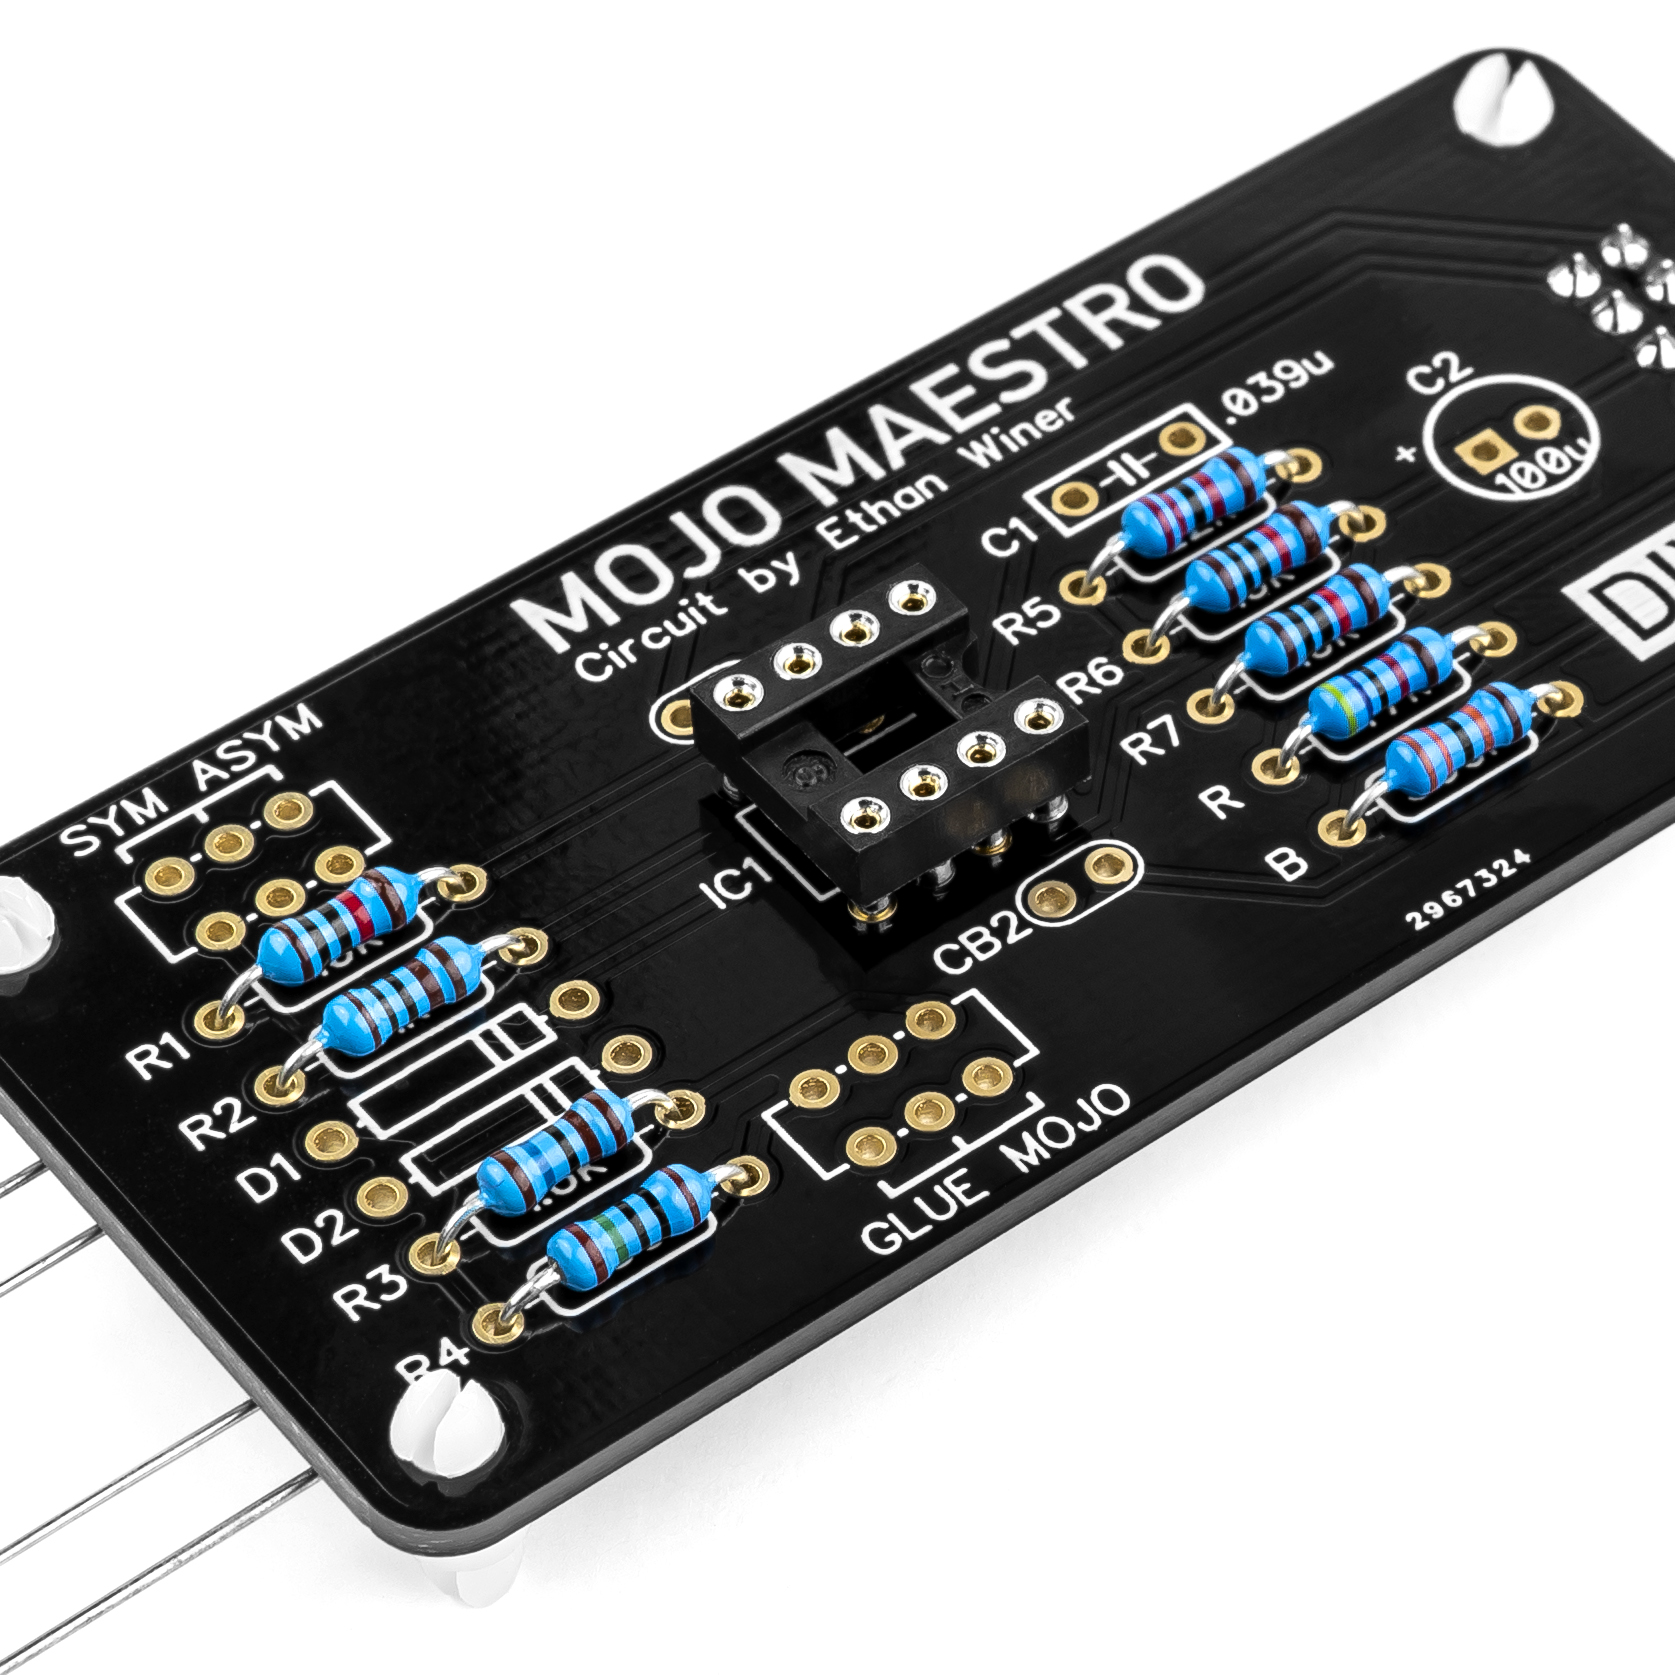 MOJO MAESTRO
Circuit by Ethan Winer
.039u
C1
C2
+
100u
R5
R6
R7
R
B
2967324
SYM ASYM
IC1
CB2
R1
R2
D1
D2
R3
R4
GLUE MOJO